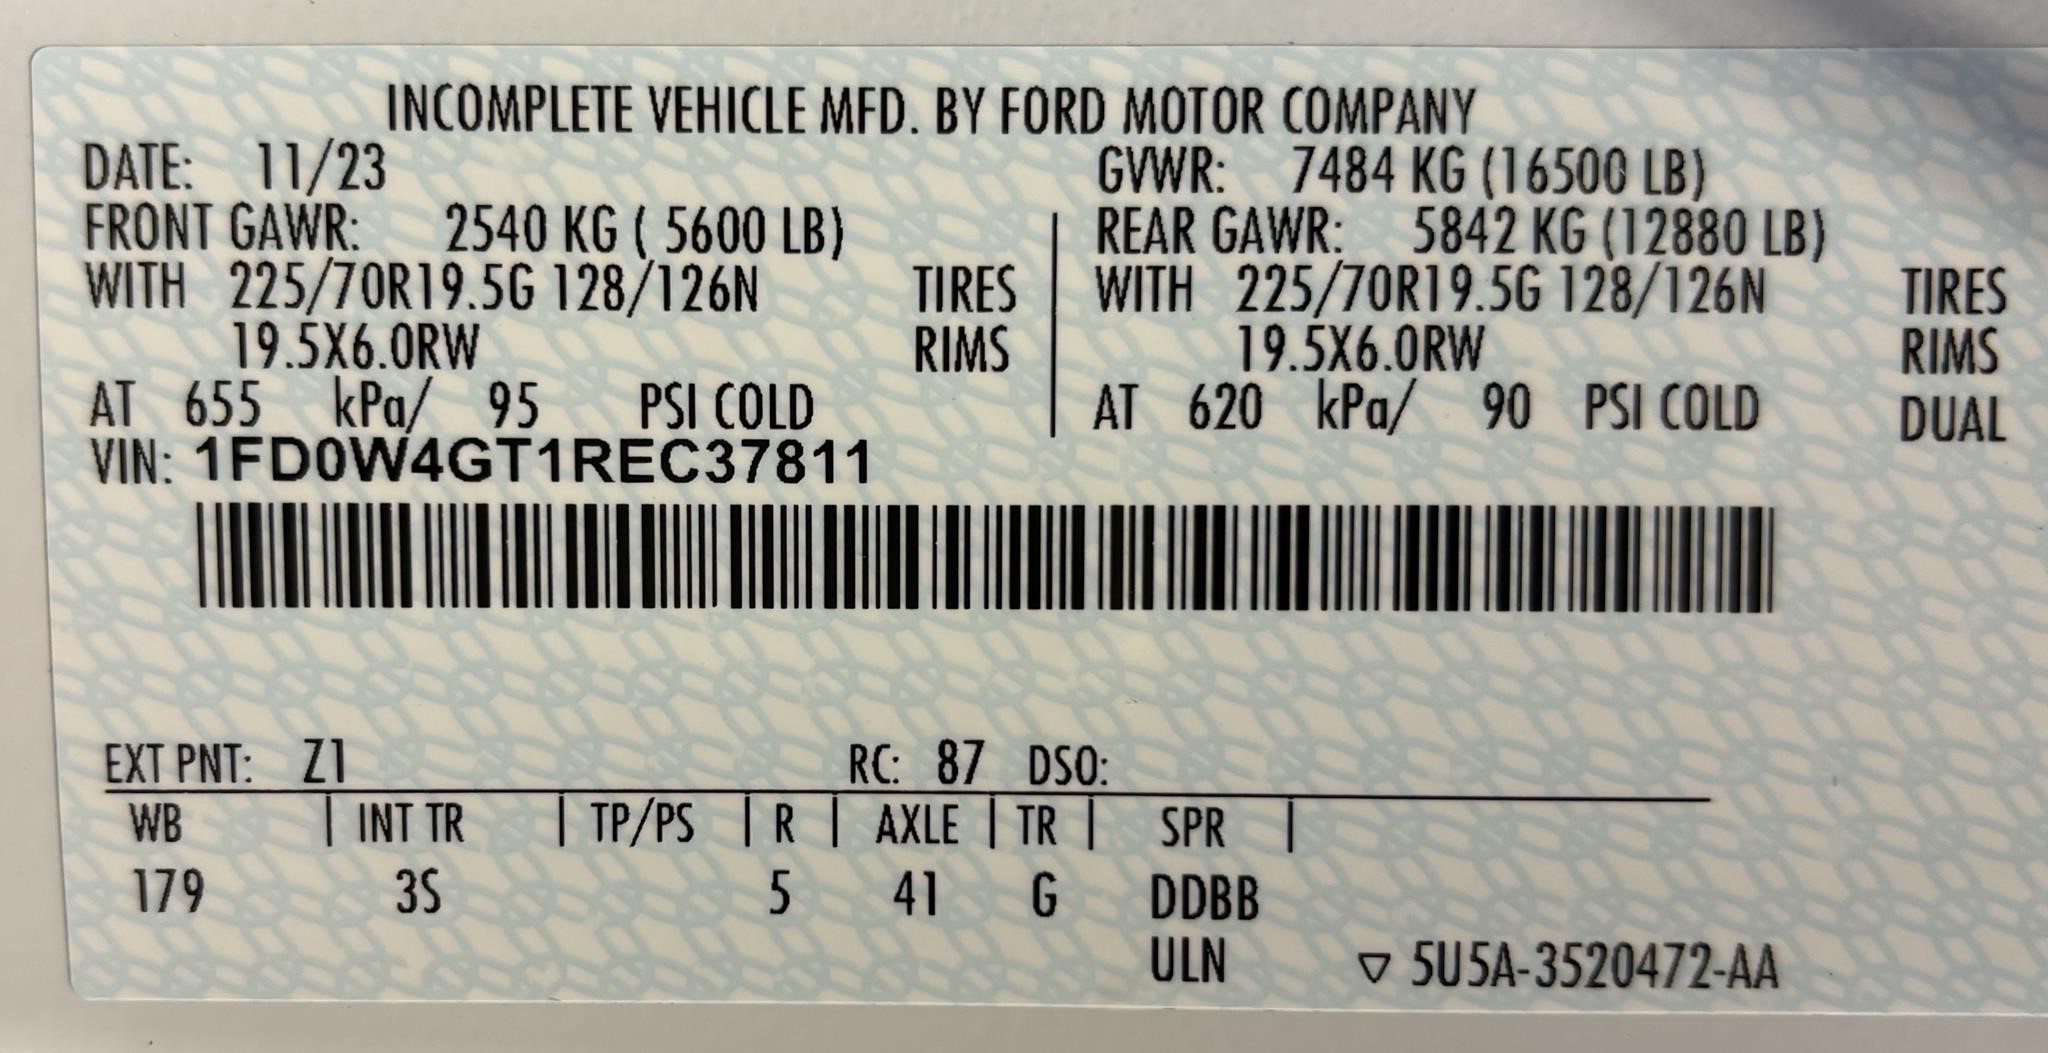 INCOMPLETE VEHICLE MFD. BY FORD MOTOR COMPANY
DATE: 11/23 GVWR: 7484 KG (16500 LB)
FRONT GAWR: 2540 KG ( 5600 LB) REAR GAWR: 5842 KG (12880 LB)
WITH 225/70R19.5G 128/126N TIRES WITH 225/70R19.5G 128/126N TIRES
19.5X6.0RW RIMS 19.5X6.0RW RIMS
AT 655 kPa/ 95 PSI COLD AT 620 kPa/ 90 PSI COLD DUAL
VIN: 1FD0W4GT1REC37811
EXT PNT: Z1 RC: 87 DSO:
WB | INT TR | TP/PS | R | AXLE | TR | SPR |
179 3S 5 41 G DDBB
ULN ▽ 5U5A-3520472-AA